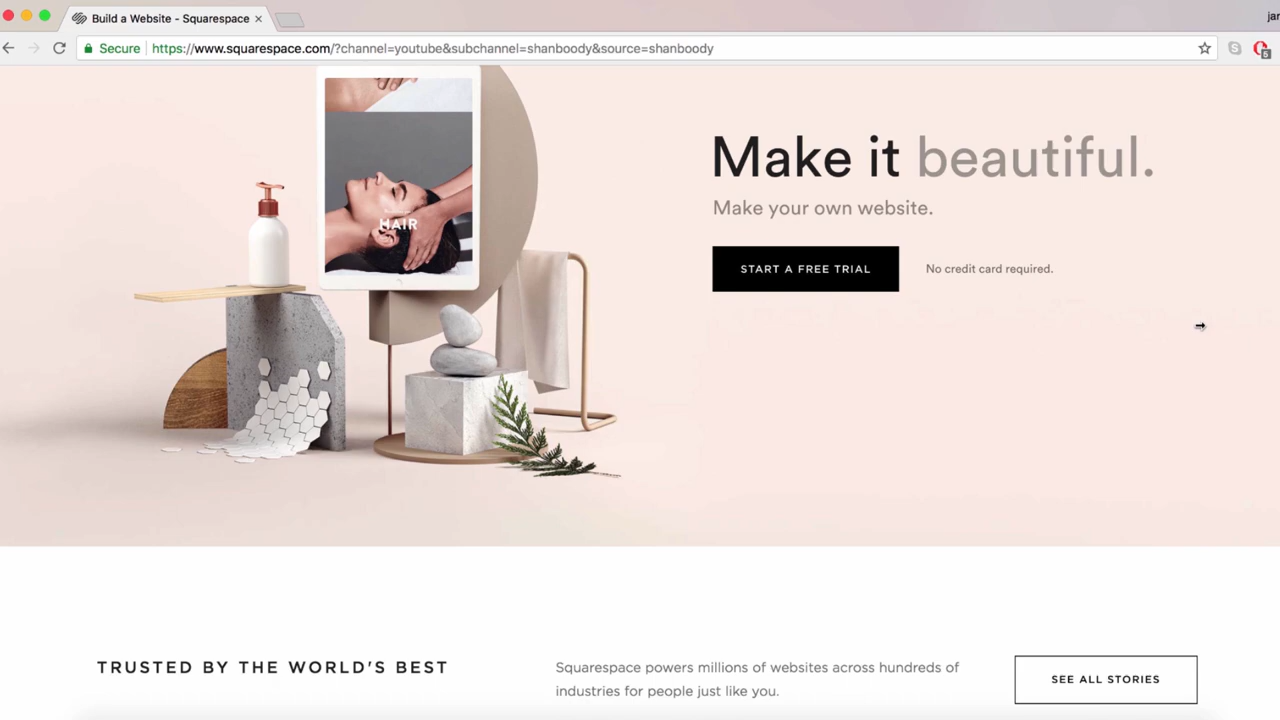 Build a Website - Squarespace
jar
Secure
https://www.squarespace.com/?channel=youtube&subchannel=shanboody&source=shanboody
5
Make it beautiful.
Make your own website.
START A FREE TRIAL
No credit card required.
HAIR
TRUSTED BY THE WORLD'S BEST
Squarespace powers millions of websites across hundreds of
industries for people just like you.
SEE ALL STORIES